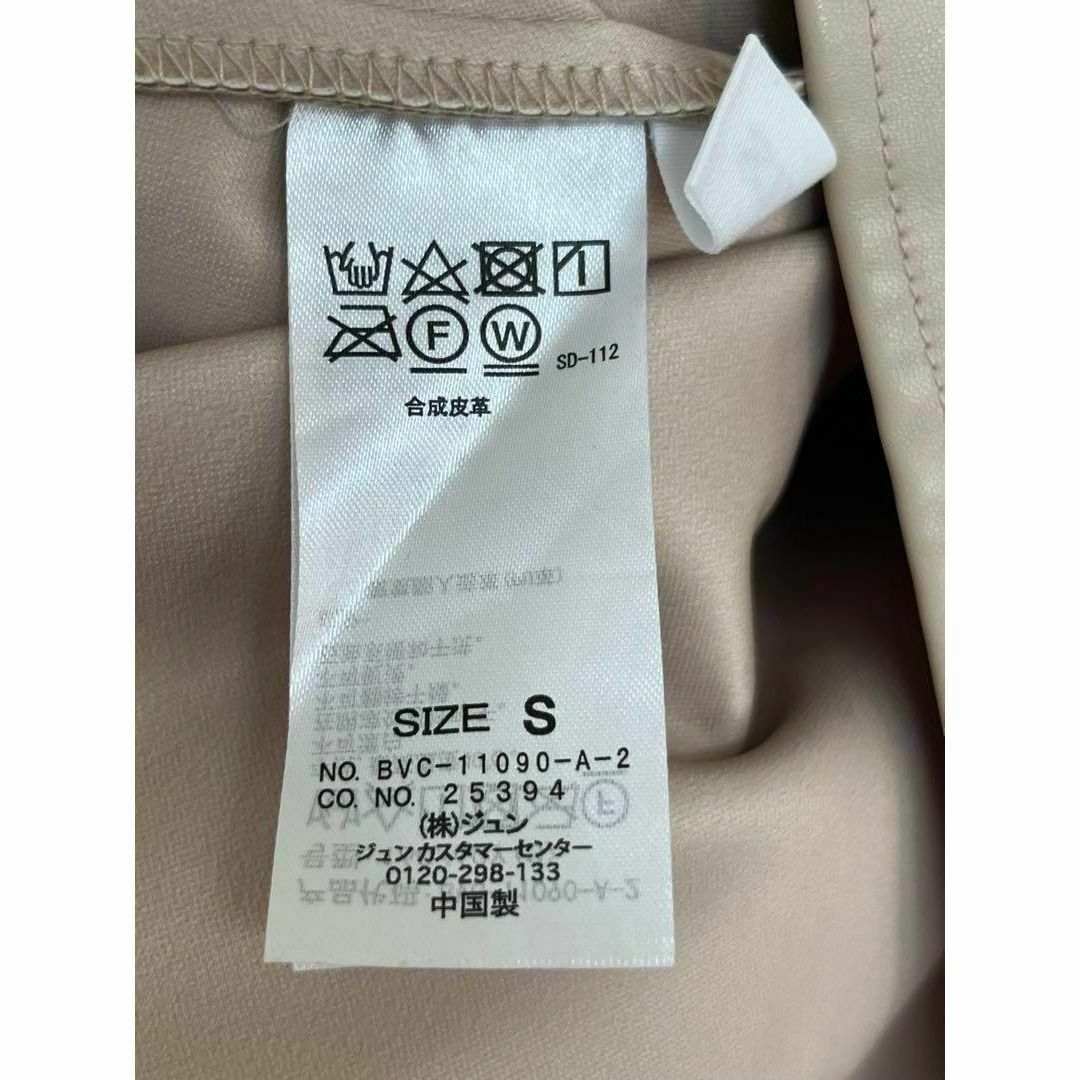 F W SD-112
合成皮革
SIZE S
NO. BVC-11090-A-2
CO. NO. 25394
(株)ジュン
ジュンカスタマーセンター
0120-298-133
中国製